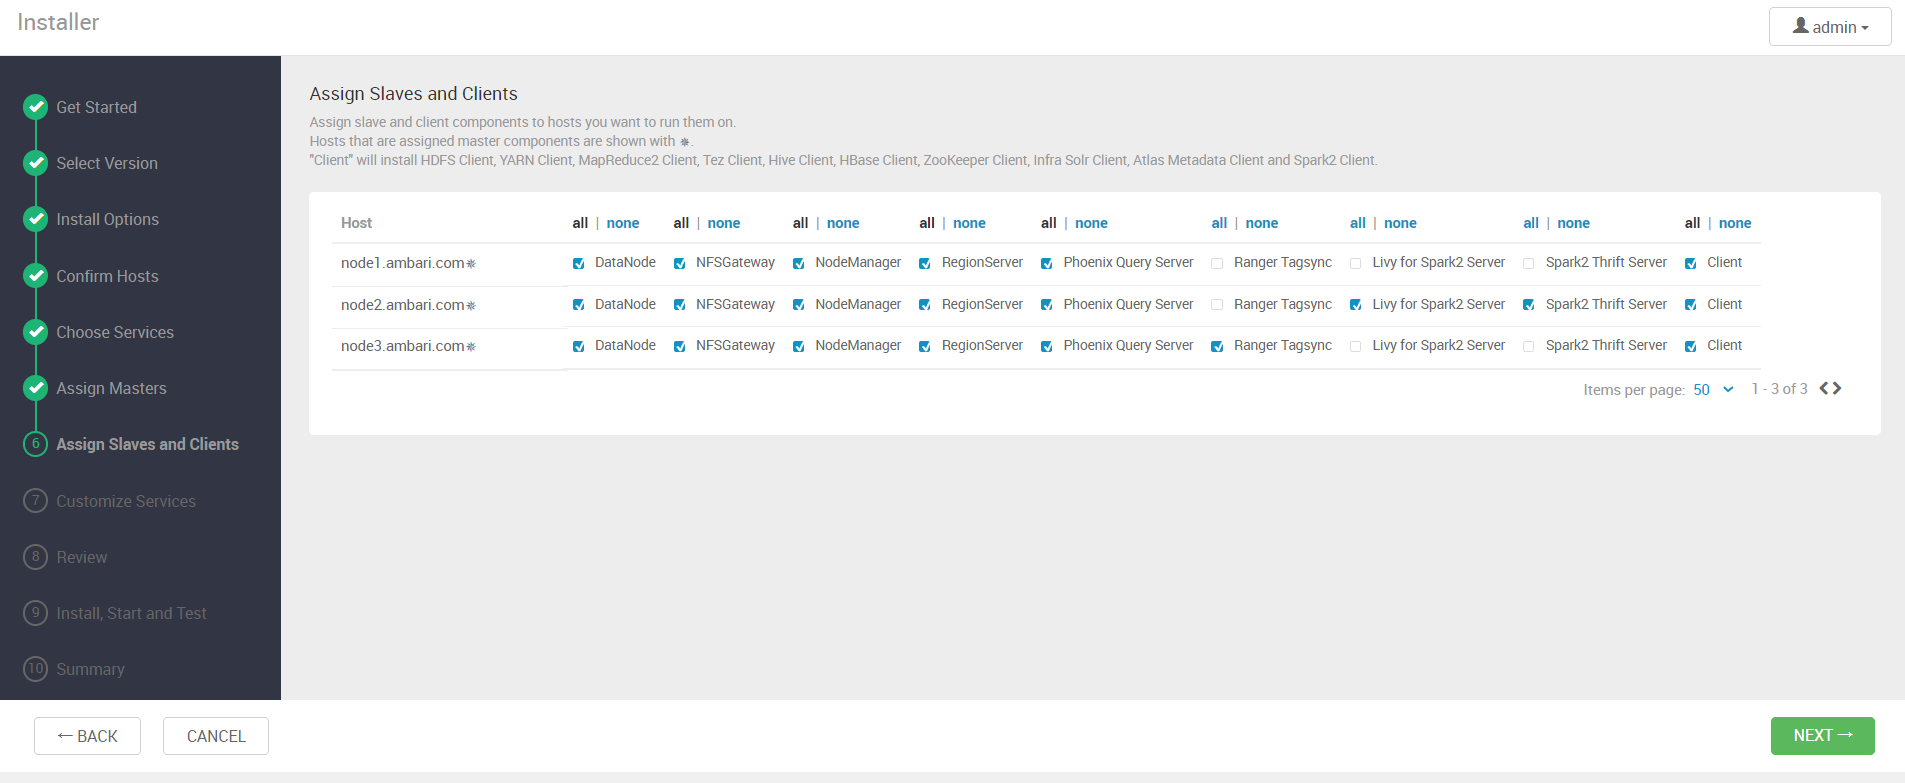 Installer
admin
Get Started
Select Version
Install Options
Confirm Hosts
Choose Services
Assign Masters
6 Assign Slaves and Clients
7 Customize Services
8 Review
9 Install, Start and Test
10 Summary
Assign Slaves and Clients
Assign slave and client components to hosts you want to run them on.
Hosts that are assigned master components are shown with ✵.
"Client" will install HDFS Client, YARN Client, MapReduce2 Client, Tez Client, Hive Client, HBase Client, ZooKeeper Client, Infra Solr Client, Atlas Metadata Client and Spark2 Client.
Host all | none all | none all | none all | none all | none all | none all | none all | none all | none
node1.ambari.com✵ DataNode NFSGateway NodeManager RegionServer Phoenix Query Server Ranger Tagsync Livy for Spark2 Server Spark2 Thrift Server Client
node2.ambari.com✵ DataNode NFSGateway NodeManager RegionServer Phoenix Query Server Ranger Tagsync Livy for Spark2 Server Spark2 Thrift Server Client
node3.ambari.com✵ DataNode NFSGateway NodeManager RegionServer Phoenix Query Server Ranger Tagsync Livy for Spark2 Server Spark2 Thrift Server Client
Items per page: 50 1 - 3 of 3
← BACK CANCEL NEXT →